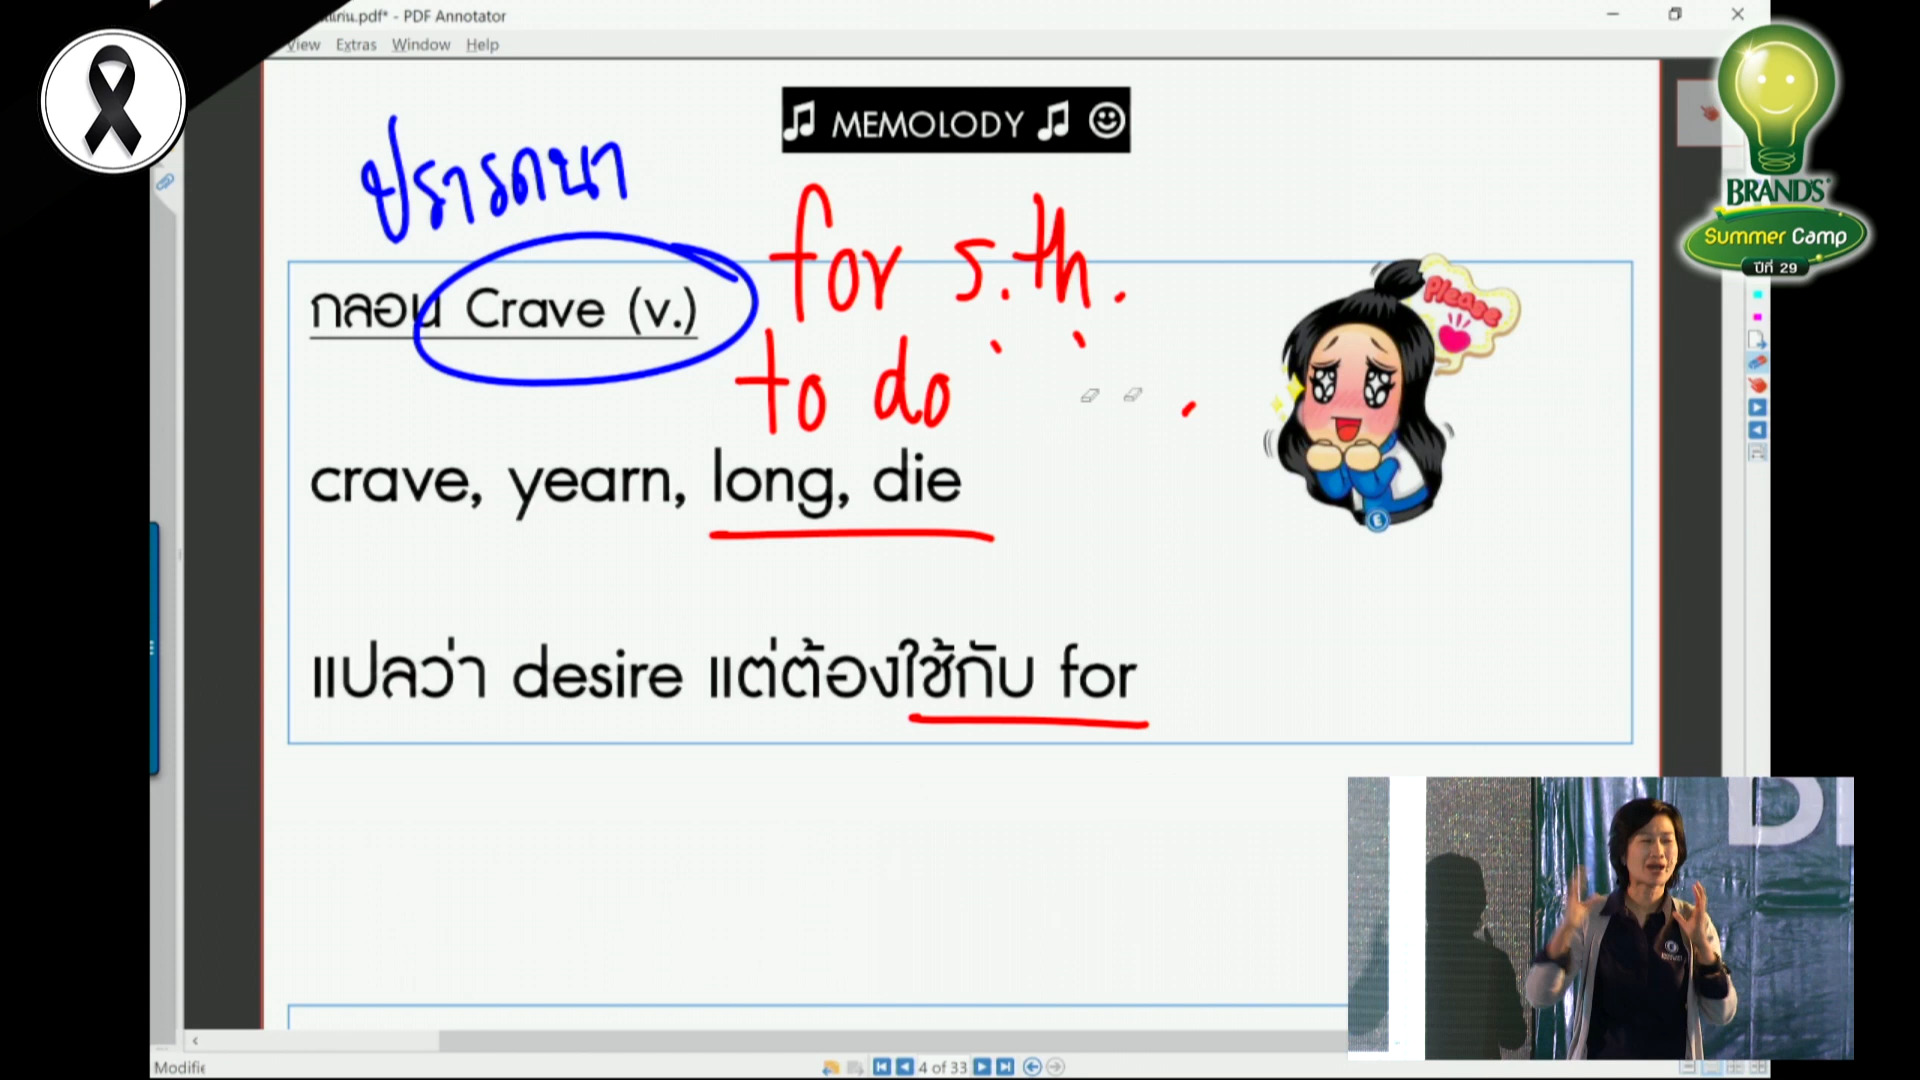 .pdf* - PDF Annotator
View Extras Window Help
♫ MEMOLODY ♫ ☺
BRAND'S
Summer Camp
ปีที่ 29
ปรารถนา
for s.th.
กลอน Crave (v.)
Please
to do
crave, yearn, long, die
แปลว่า desire แต่ต้องใช้กับ for
4 of 33